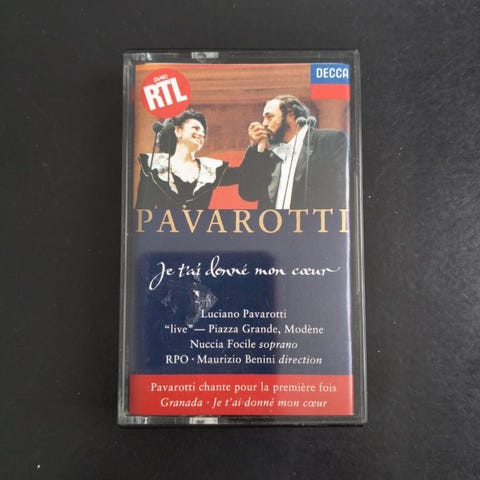 avec
RTL
DECCA
PAVAROTTI
Je t'ai donné mon cœur
Luciano Pavarotti
"live" — Piazza Grande, Modène
Nuccia Focile soprano
RPO · Maurizio Benini direction
Pavarotti chante pour la première fois
Granada · Je t'ai donné mon cœur